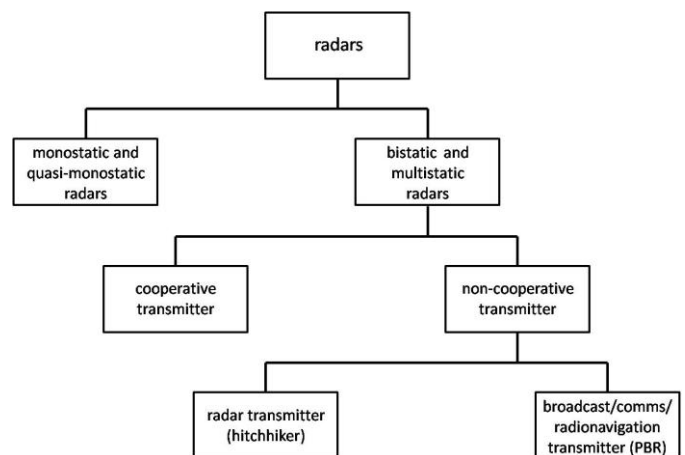 radars
monostatic and
quasi-monostatic
radars
bistatic and
multistatic
radars
cooperative
transmitter
non-cooperative
transmitter
radar transmitter
(hitchhiker)
broadcast/comms/
radionavigation
transmitter (PBR)